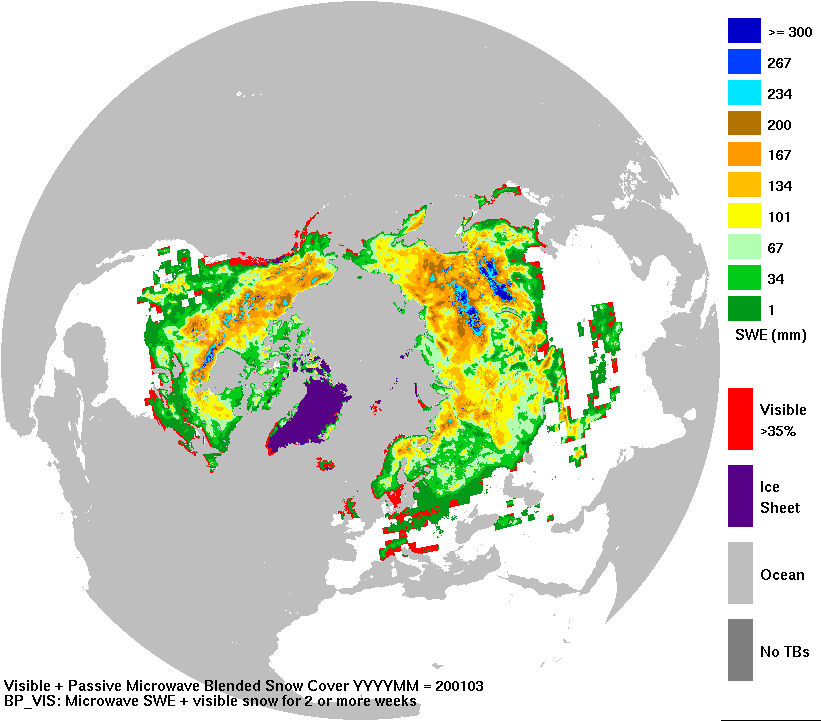 >= 300
267
234
200
167
134
101
67
34
1
SWE (mm)
Visible
>35%
Ice
Sheet
Ocean
No TBs
Visible + Passive Microwave Blended Snow Cover YYYYMM = 200103
BP_VIS: Microwave SWE + visible snow for 2 or more weeks